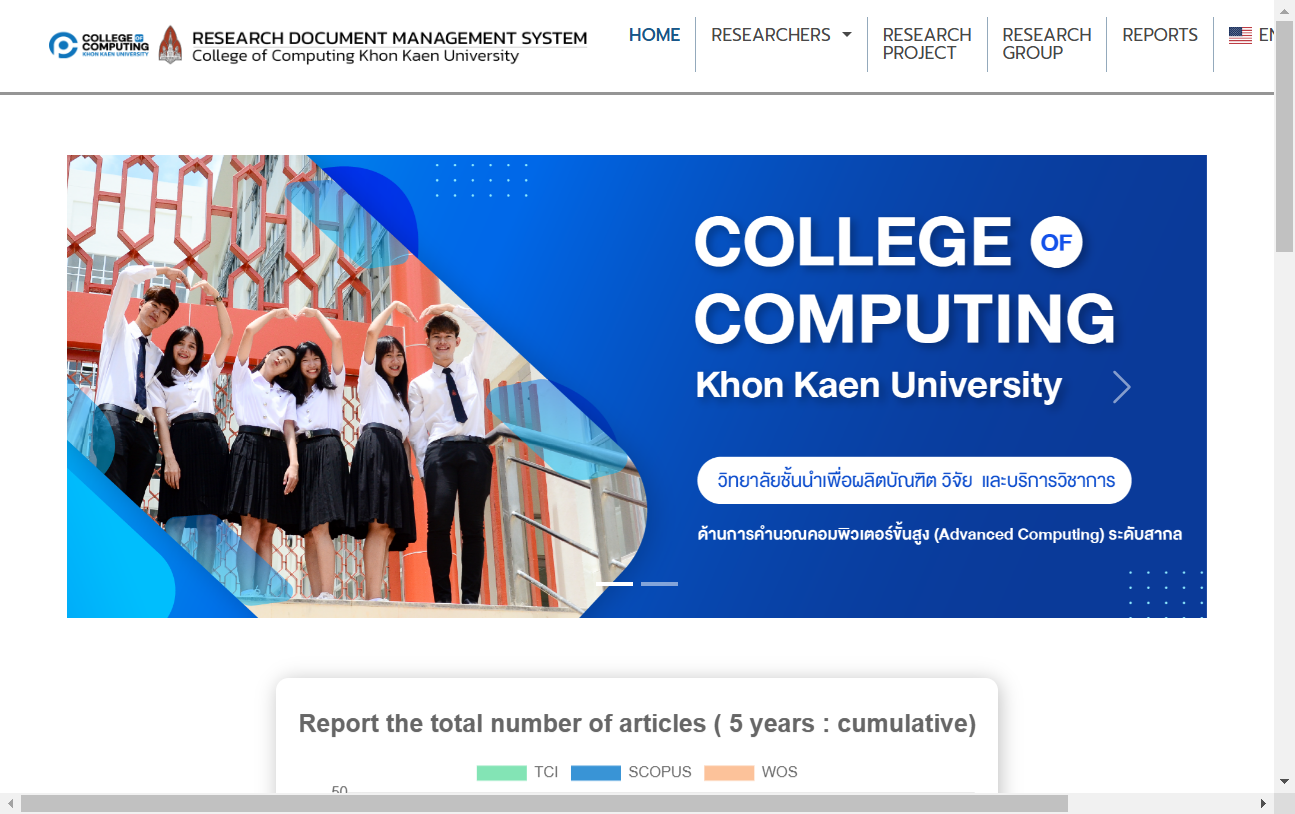 COLLEGE OF
COMPUTING
KHON KAEN UNIVERSITY
RESEARCH DOCUMENT MANAGEMENT SYSTEM
College of Computing Khon Kaen University
HOME
RESEARCHERS
RESEARCH
PROJECT
RESEARCH
GROUP
REPORTS
COLLEGE OF
COMPUTING
Khon Kaen University
วิทยาลัยชั้นนำเพื่อผลิตบัณฑิต วิจัย และบริการวิชาการ
ด้านการคำนวณคอมพิวเตอร์ขั้นสูง (Advanced Computing) ระดับสากล
Report the total number of articles ( 5 years : cumulative)
TCI SCOPUS WOS
50